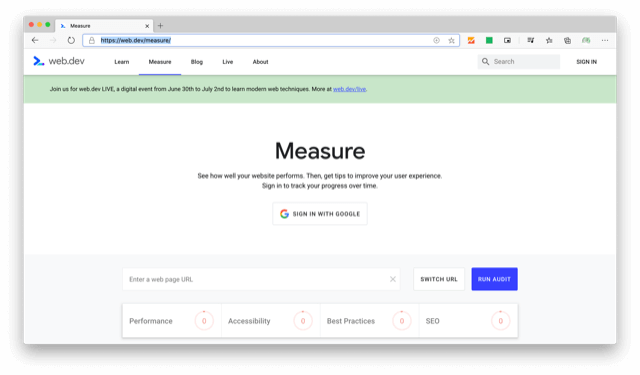 Measure
https://web.dev/measure/
web.dev Learn Measure Blog Live About Search SIGN IN
Join us for web.dev LIVE, a digital event from June 30th to July 2nd to learn modern web techniques. More at web.dev/live.
Measure
See how well your website performs. Then, get tips to improve your user experience.
Sign in to track your progress over time.
SIGN IN WITH GOOGLE
Enter a web page URL SWITCH URL RUN AUDIT
Performance 0 Accessibility 0 Best Practices 0 SEO 0